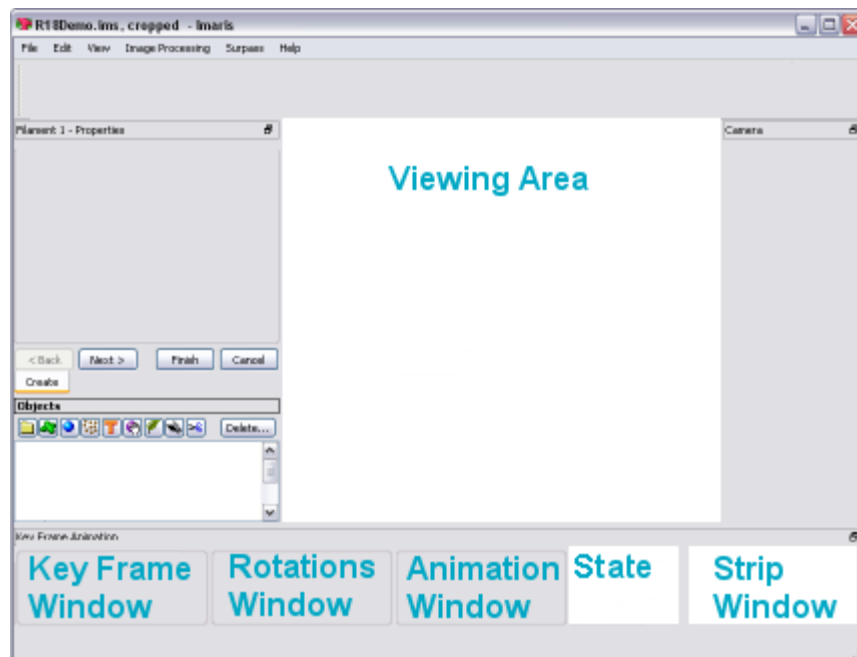 R18Demo.ims, cropped - Imaris
File Edit View Image Processing Surpass Help
Filament 1 - Properties
Camera
Viewing Area
< Back Next > Finish Cancel
Create
Objects
Delete...
Key Frame Animation
Key Frame Window
Rotations Window
Animation Window
State
Strip Window